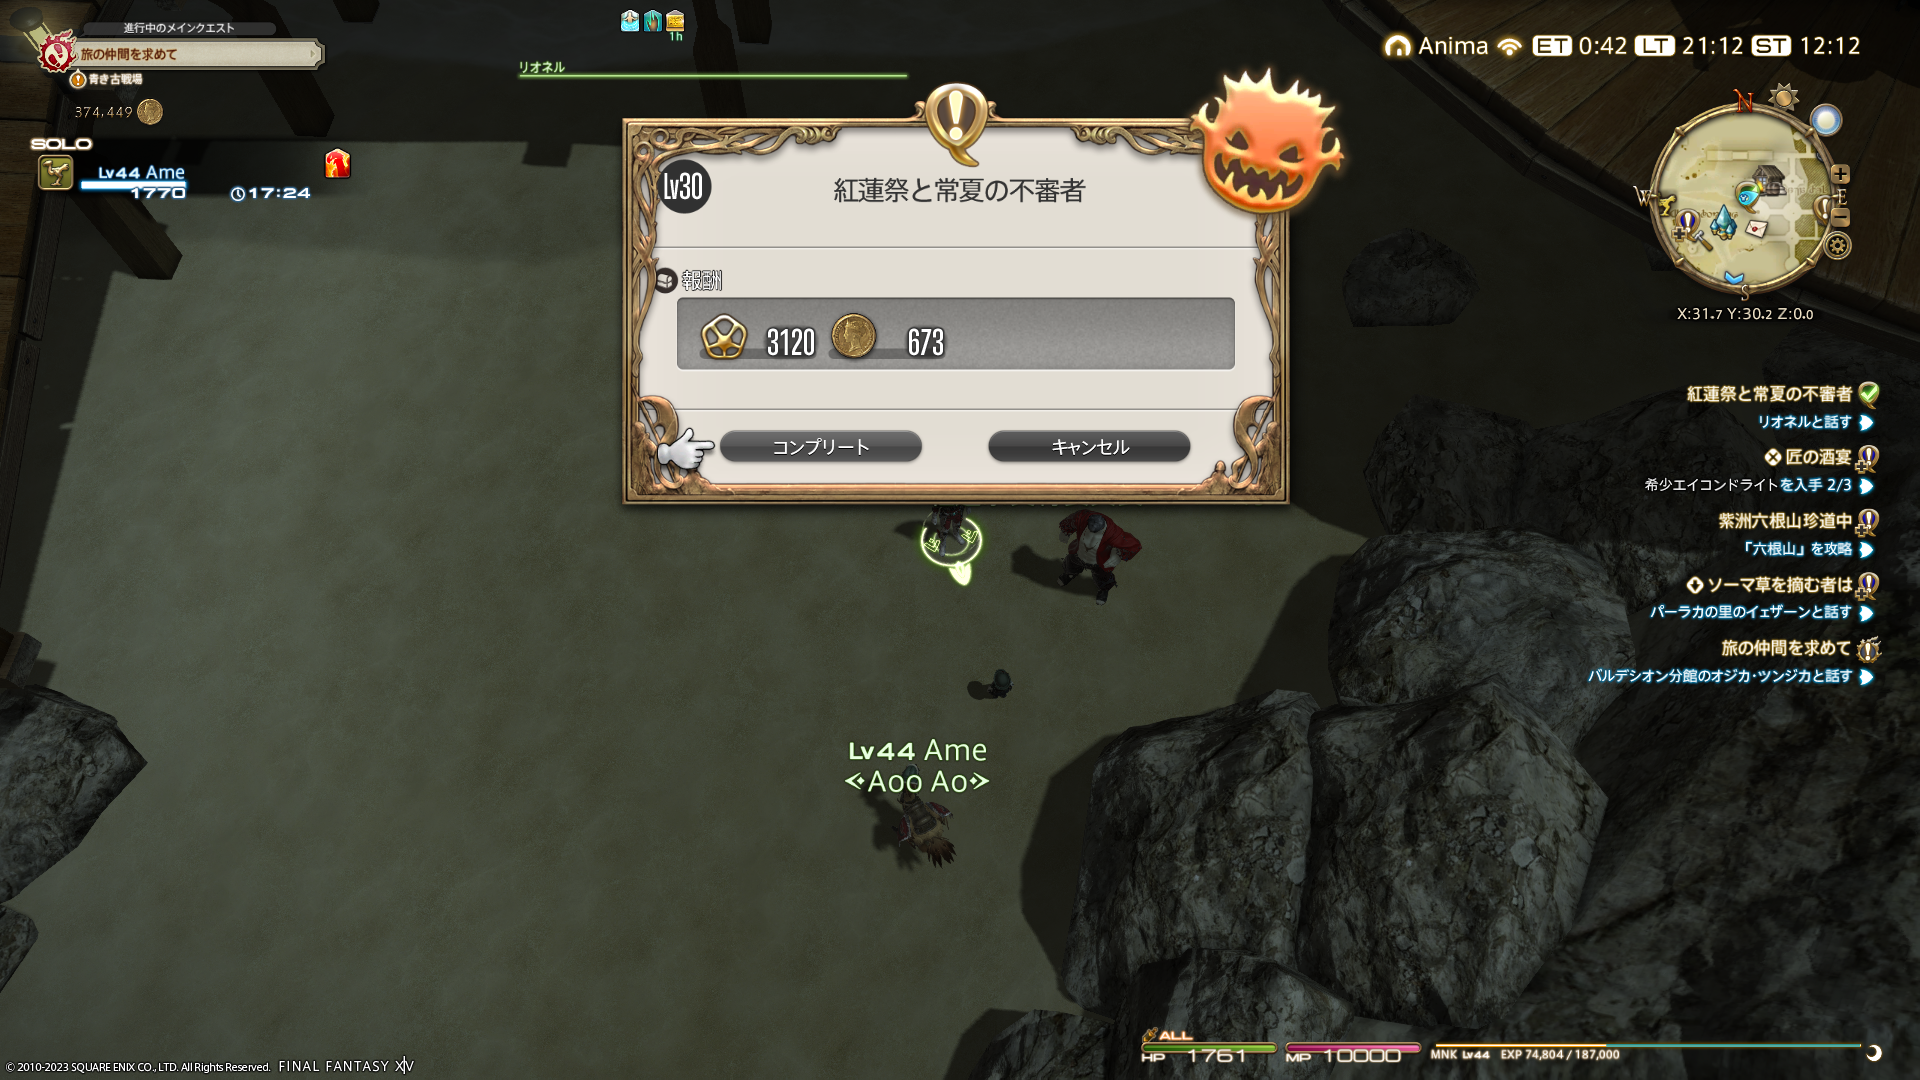 進行中のメインクエスト
旅の仲間を求めて
青き古戦場
374,449
SOLO
Lv44 Ame
1770
17:24
1h
リオネル
Anima ET 0:42 LT 21:12 ST 12:12
N
W
E
S
X:31.7 Y:30.2 Z:0.0
Lv30
紅蓮祭と常夏の不審者
報酬
3120
673
コンプリート
キャンセル
紅蓮祭と常夏の不審者
リオネルと話す
匠の酒宴
希少エイコンドライトを入手 2/3
紫洲六根山珍道中
「六根山」を攻略
ソーマ草を摘む者は
パーラカの里のイェザーンと話す
旅の仲間を求めて
バルデシオン分館のオジカ・ツンジカと話す
Lv44 Ame
Aoo Ao
ALL
HP 1761
MP 10000
MNK Lv44 EXP 74,804 / 187,000
© 2010-2023 SQUARE ENIX CO., LTD. All Rights Reserved. FINAL FANTASY XIV